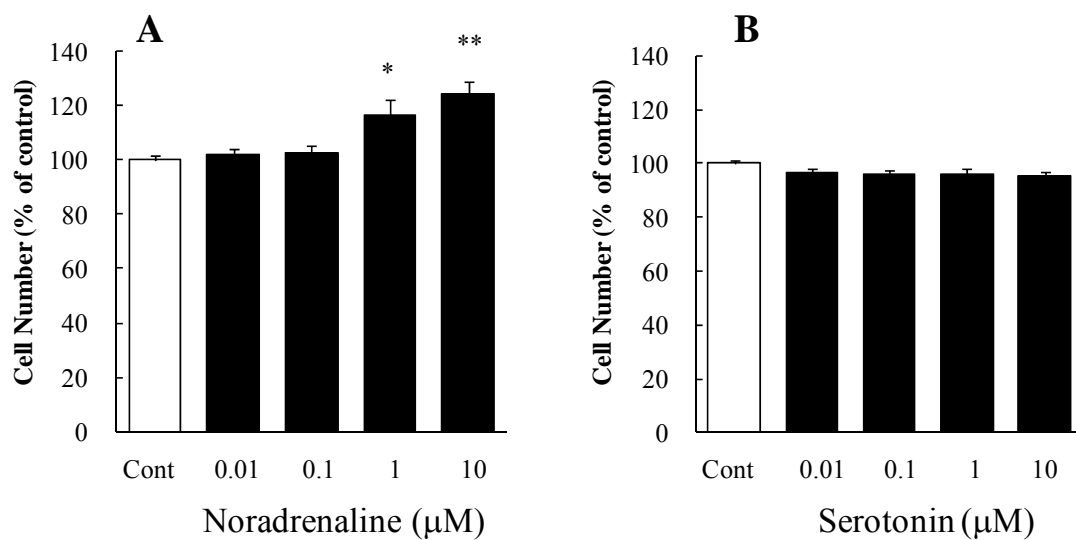 A
Cell Number (% of control)
140
120
100
80
60
40
20
0
*
**
Cont 0.01 0.1 1 10
Noradrenaline (μM)
B
Cell Number (% of control)
140
120
100
80
60
40
20
0
Cont 0.01 0.1 1 10
Serotonin (μM)